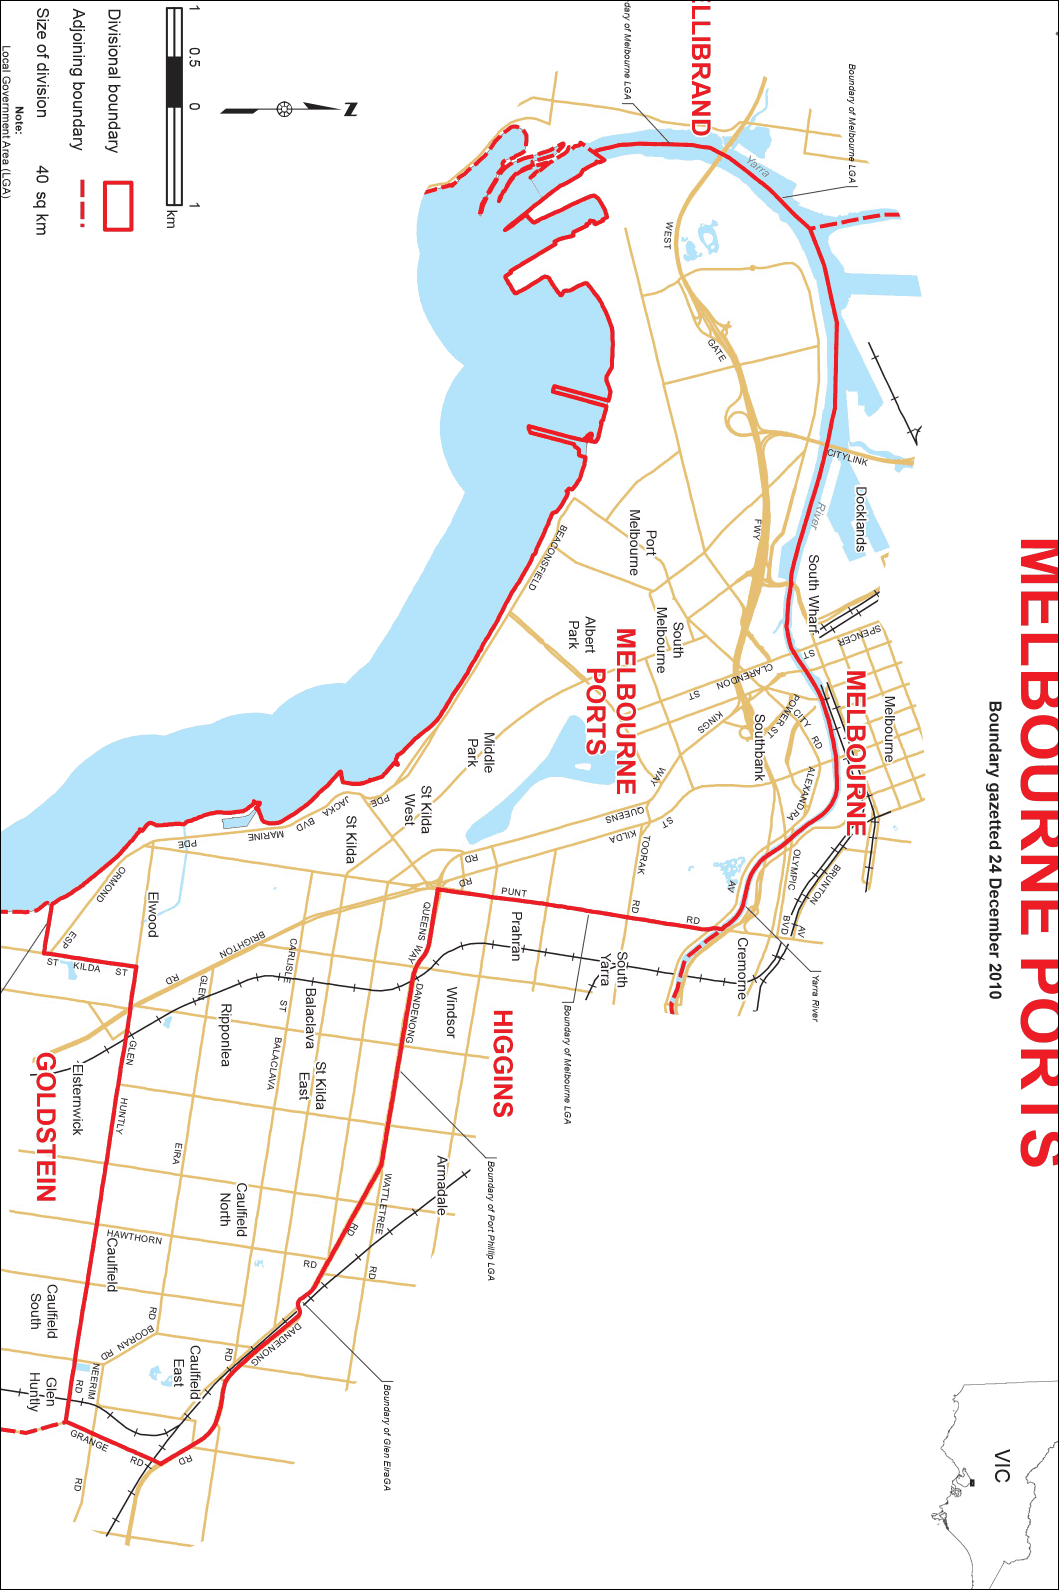 MELBOURNE PORTS
Boundary gazetted 24 December 2010
VIC
LLIBRAND
MELBOURNE
MELBOURNE
PORTS
HIGGINS
GOLDSTEIN
Boundary of Melbourne LGA
dary of Melbourne LGA
Boundary of Melbourne LGA
Boundary of Port Phillip LGA
Boundary of Glen EiraGA
Yarra River
Yarra
River
Docklands
South Wharf
Melbourne
Southbank
Port
Melbourne
South
Melbourne
Albert
Park
Middle
Park
St Kilda
West
St Kilda
Cremorne
South
Yarra
Prahran
Windsor
Armadale
Elwood
Balaclava
Ripponlea
St Kilda
East
Elsternwick
Caulfield
North
Caulfield
Caulfield
South
Caulfield
East
Glen
Huntly
WEST
GATE
FWY
CITYLINK
SPENCER
ST
CLARENDON
ST
KINGS
WAY
POWER ST
CITY
RD
ALEXANDRA
AV
OLYMPIC
BVD
BRUNTON
AV
BEACONSFIELD
PDE
JACKA
BVD
MARINE
PDE
ORMOND
ESP
ST
KILDA
ST
QUEENS
RD
ST
KILDA
RD
TOORAK
RD
PUNT
RD
QUEENS
WAY
DANDENONG
WATTLETREE
RD
RD
BRIGHTON
RD
CARLISLE
ST
BALACLAVA
RD
GLEN
EIRA
RD
GLEN
HUNTLY
RD
HAWTHORN
RD
BOORAN
RD
NEERIM
RD
DANDENONG
RD
GRANGE
RD
N
1
0.5
0
1
km
Divisional boundary
Adjoining boundary
Size of division 40 sq km
Note:
Local Government Area (LGA)